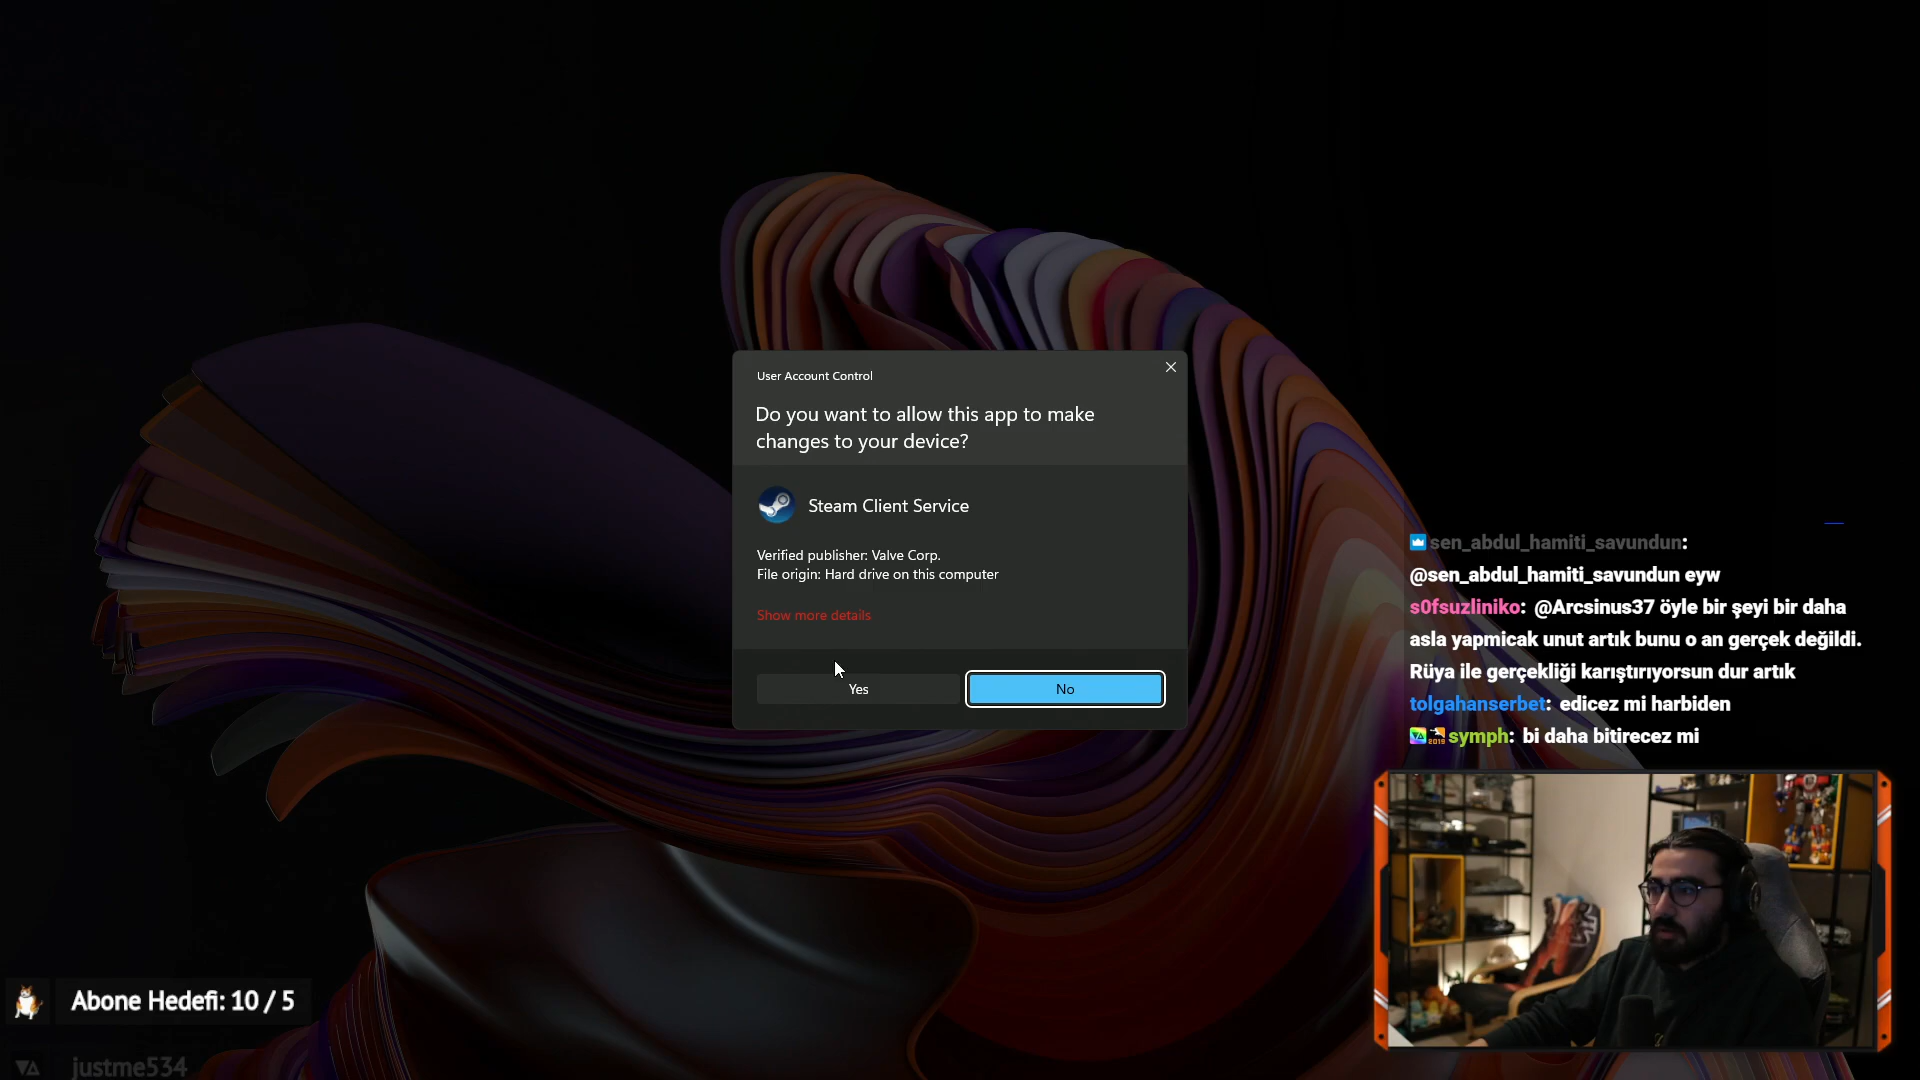 User Account Control
Do you want to allow this app to make
changes to your device?
Steam Client Service
Verified publisher: Valve Corp.
File origin: Hard drive on this computer
Show more details
Yes
No
sen_abdul_hamiti_savundun:
@sen_abdul_hamiti_savundun eyw
s0fsuzliniko: @Arcsinus37 öyle bir şeyi bir daha
asla yapmicak unut artık bunu o an gerçek değildi.
Rüya ile gerçekliği karıştırıyorsun dur artık
tolgahanserbet: edicez mi harbiden
2019 symph: bi daha bitirecez mi
Abone Hedefi: 10 / 5
justme534